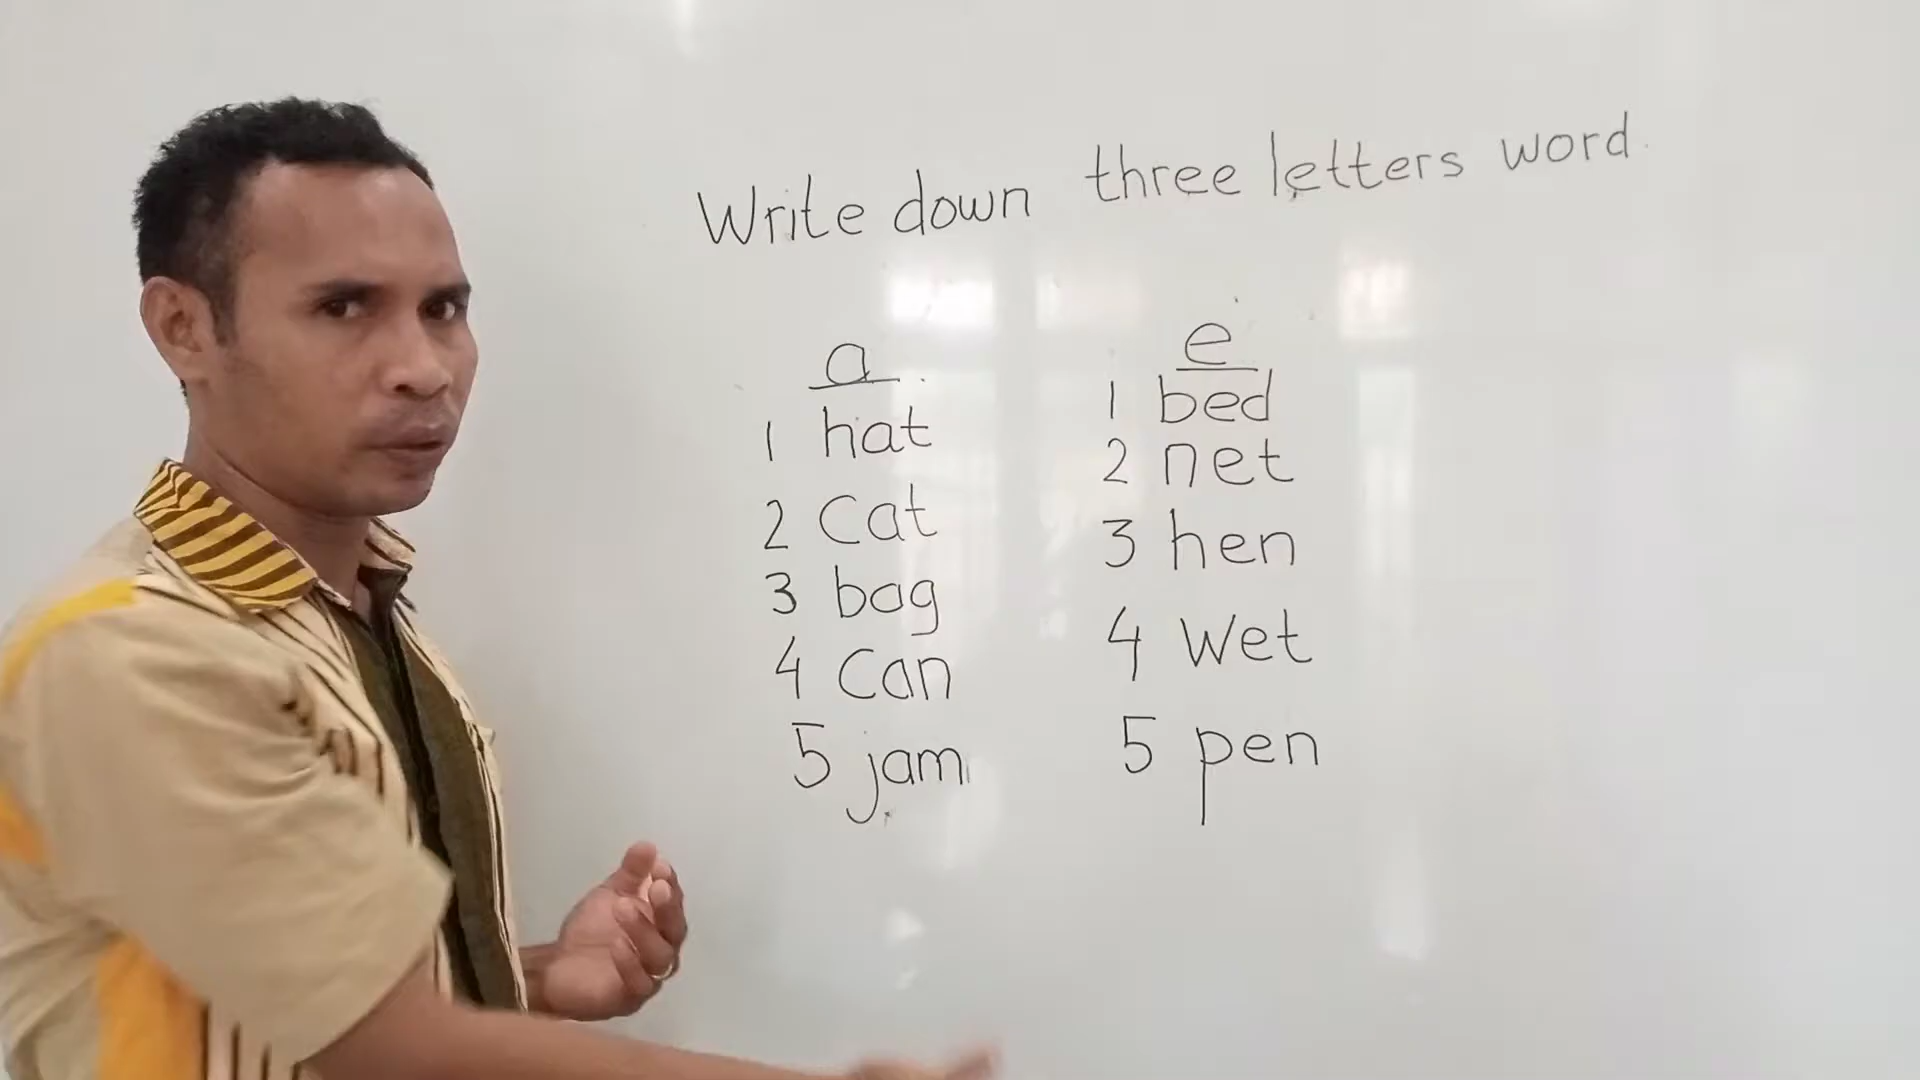 Write down three letters word.
a
1 hat
2 Cat
3 bag
4 Can
5 jam
e
1 bed
2 net
3 hen
4 Wet
5 pen